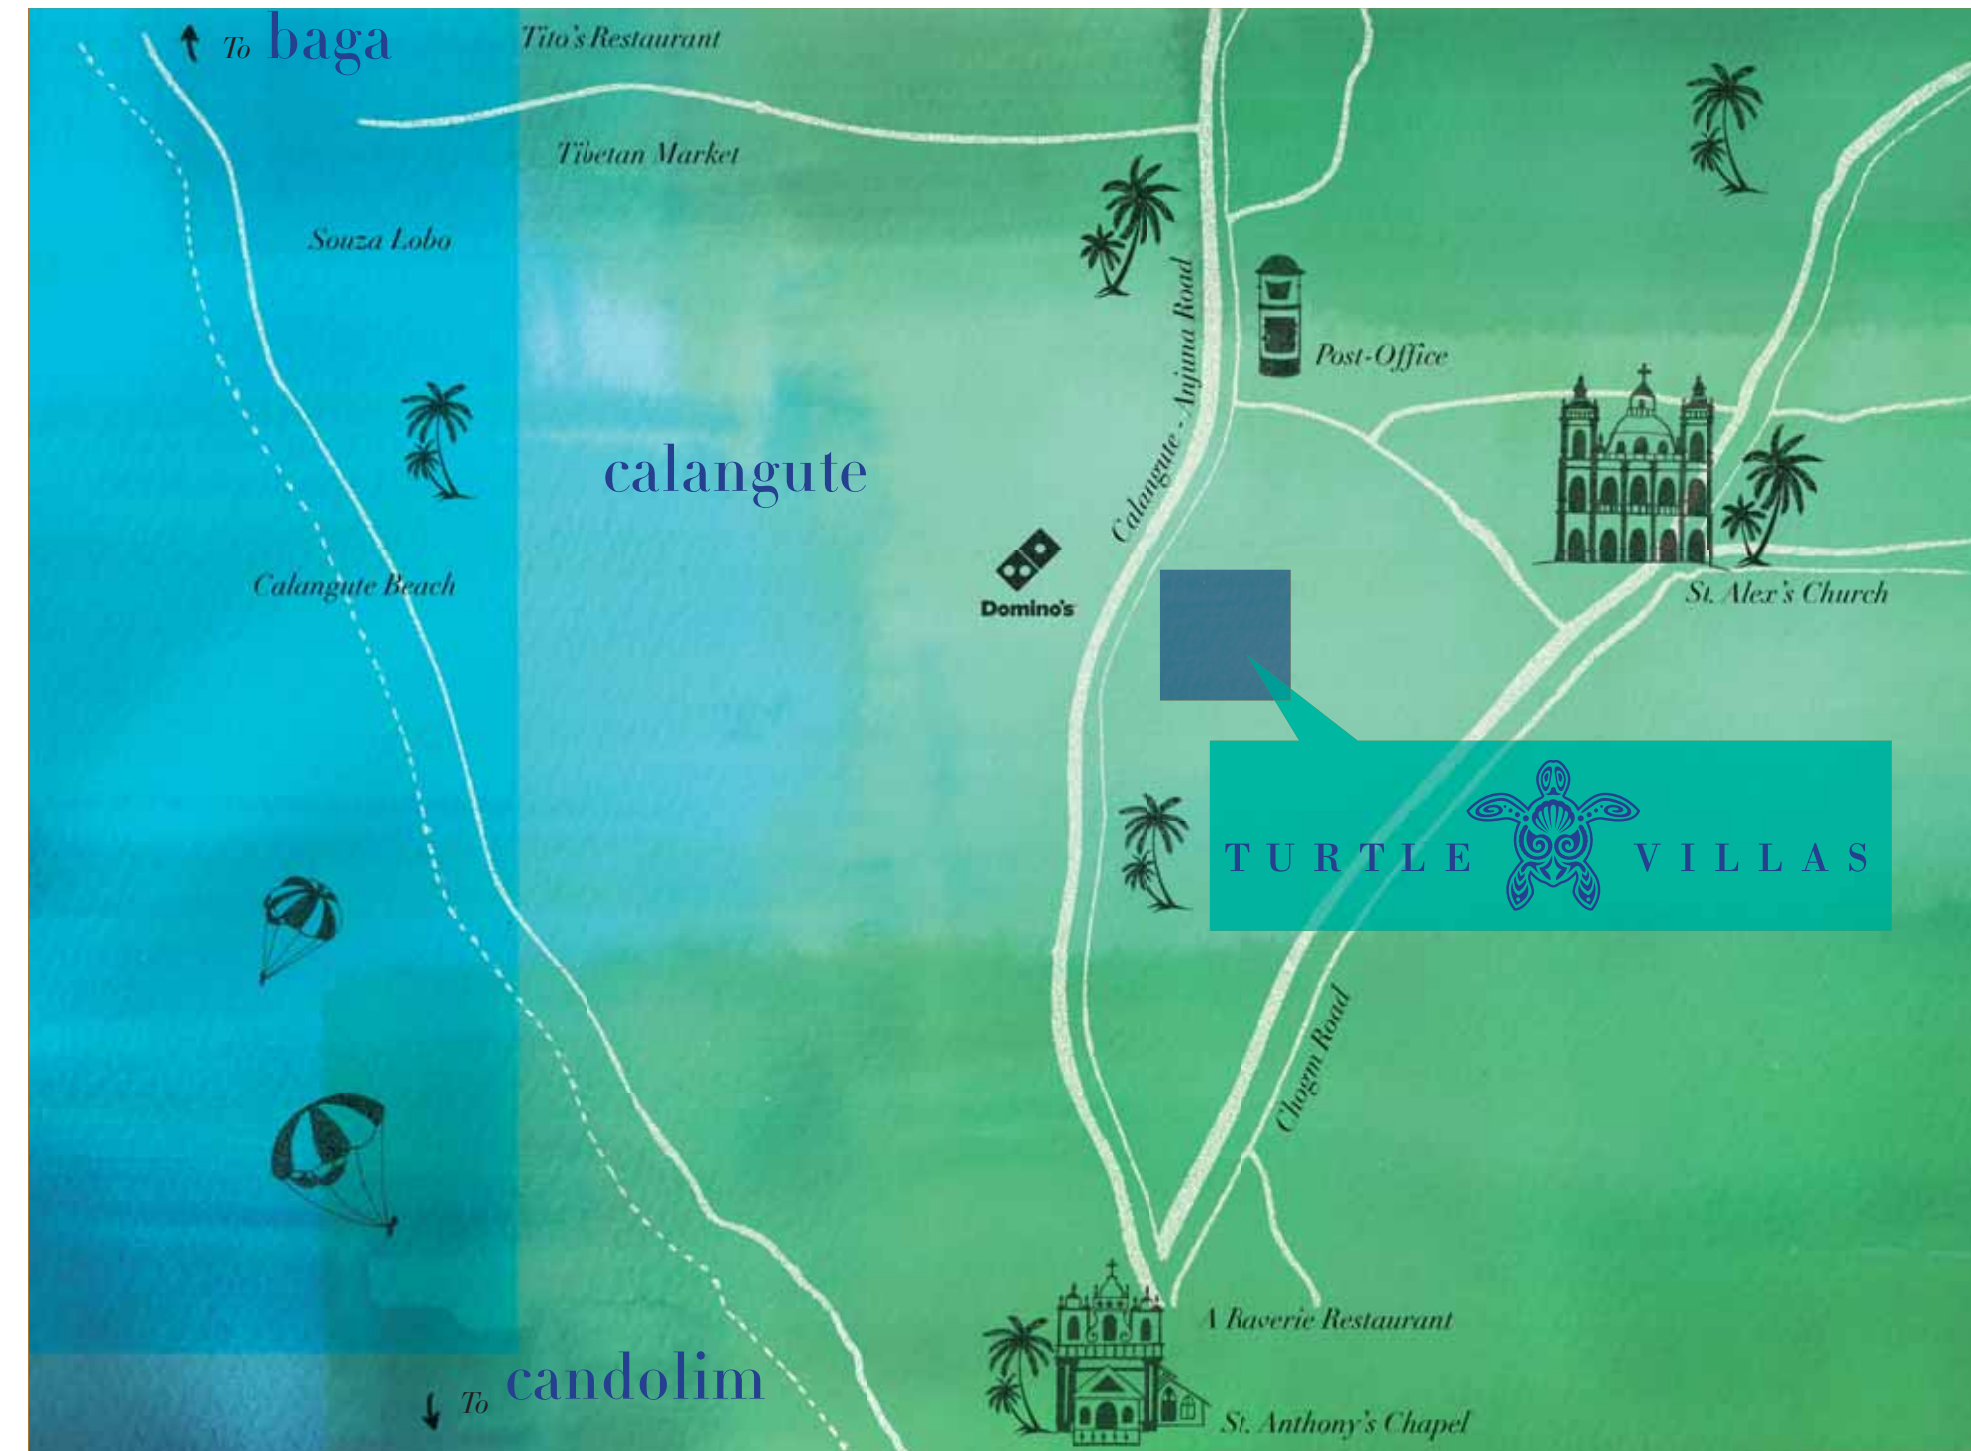 To baga
Tito's Restaurant
Tibetan Market
Souza Lobo
Calangute - Anjuna Road
Post-Office
calangute
Calangute Beach
Domino's
St. Alex's Church
TURTLE VILLAS
Chogm Road
A Raverie Restaurant
To candolim
St. Anthony's Chapel